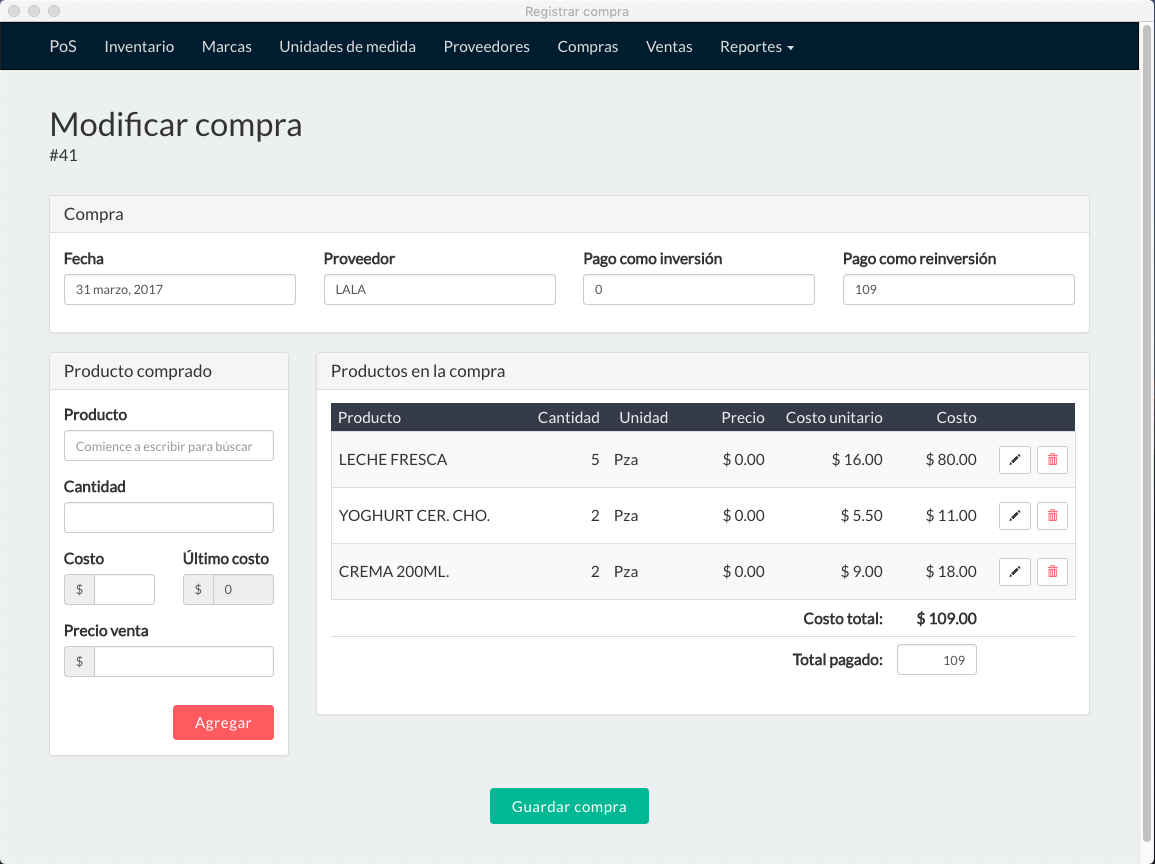 Registrar compra
PoS Inventario Marcas Unidades de medida Proveedores Compras Ventas Reportes
Modificar compra
#41
Compra
Fecha Proveedor Pago como inversión Pago como reinversión
31 marzo, 2017 LALA 0 109
Producto comprado
Producto
Comience a escribir para búscar
Cantidad
Costo Último costo
$ $ 0
Precio venta
$
Agregar
Productos en la compra
Producto Cantidad Unidad Precio Costo unitario Costo
LECHE FRESCA 5 Pza $ 0.00 $ 16.00 $ 80.00
YOGHURT CER. CHO. 2 Pza $ 0.00 $ 5.50 $ 11.00
CREMA 200ML. 2 Pza $ 0.00 $ 9.00 $ 18.00
Costo total: $ 109.00
Total pagado: 109
Guardar compra